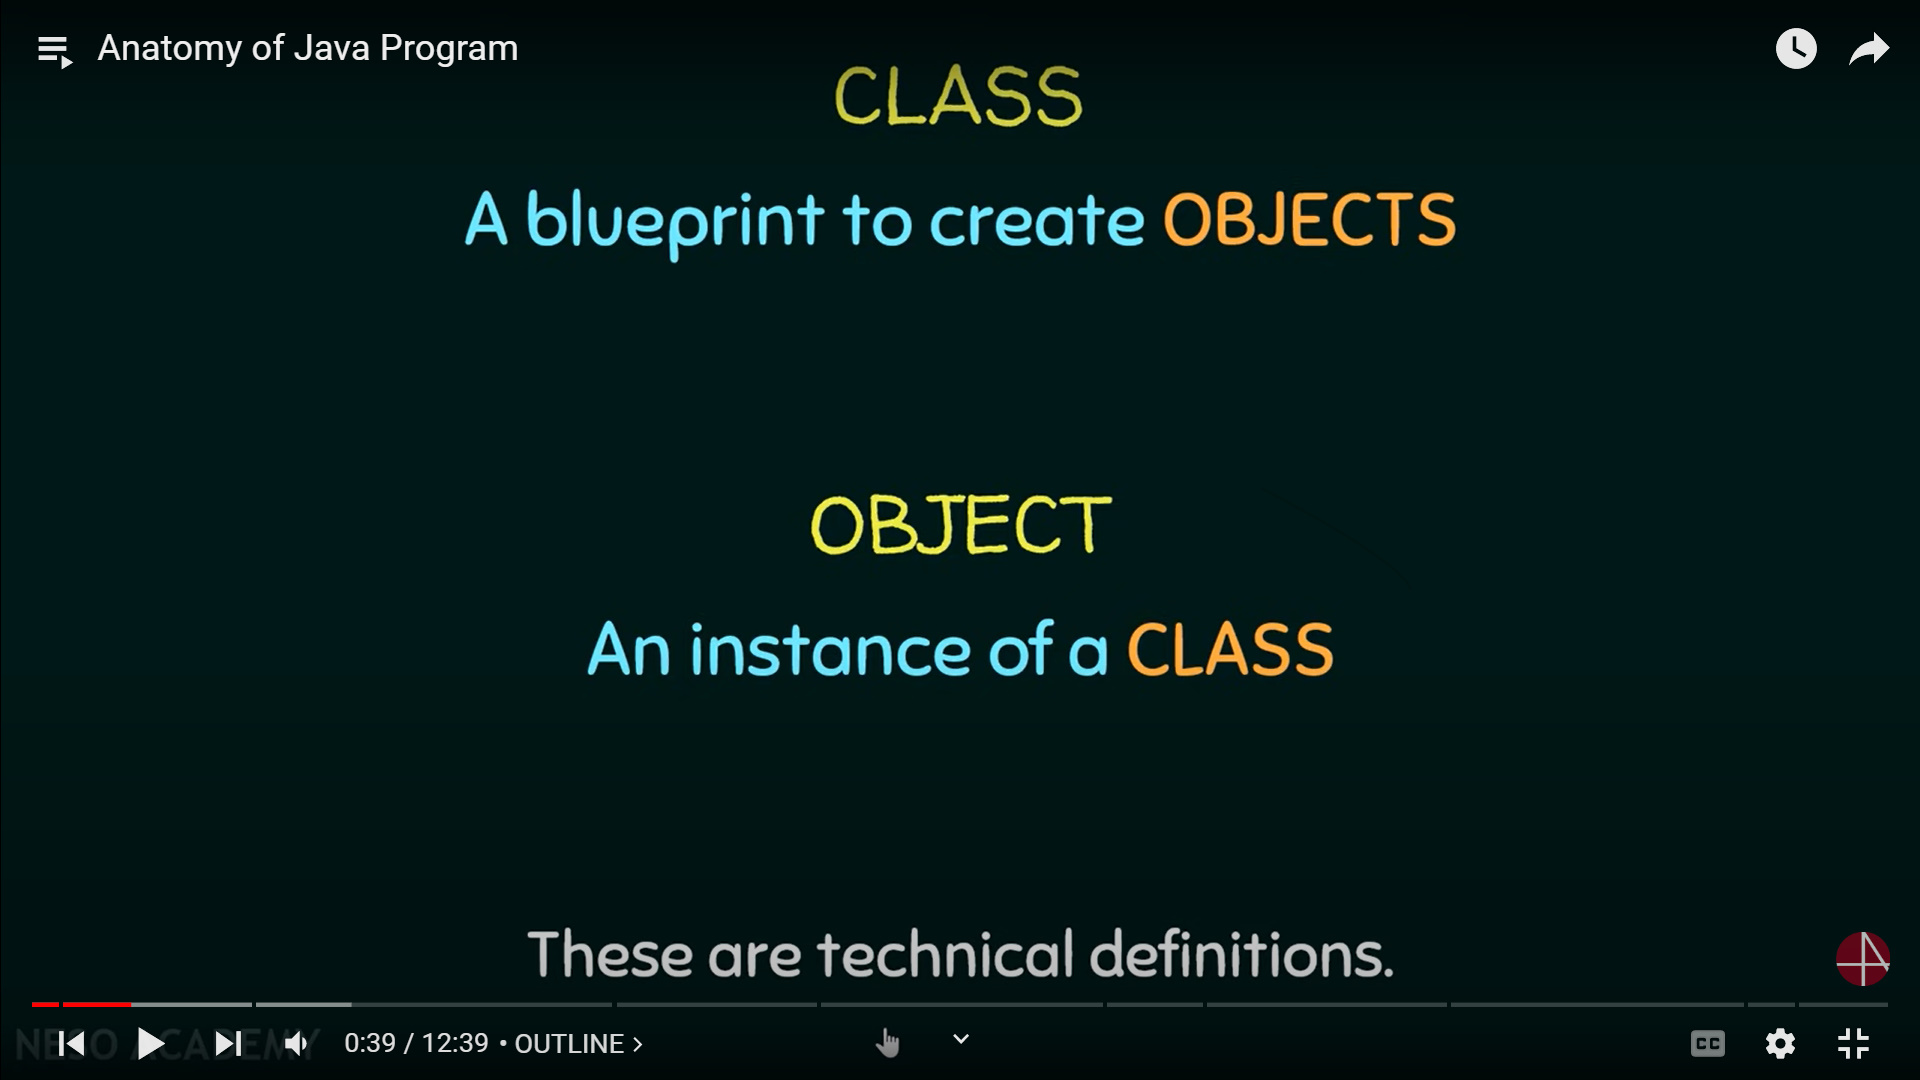 Anatomy of Java Program
CLASS
A blueprint to create OBJECTS
OBJECT
An instance of a CLASS
These are technical definitions.
NESO ACADEMY
0:39 / 12:39 • OUTLINE >
CC